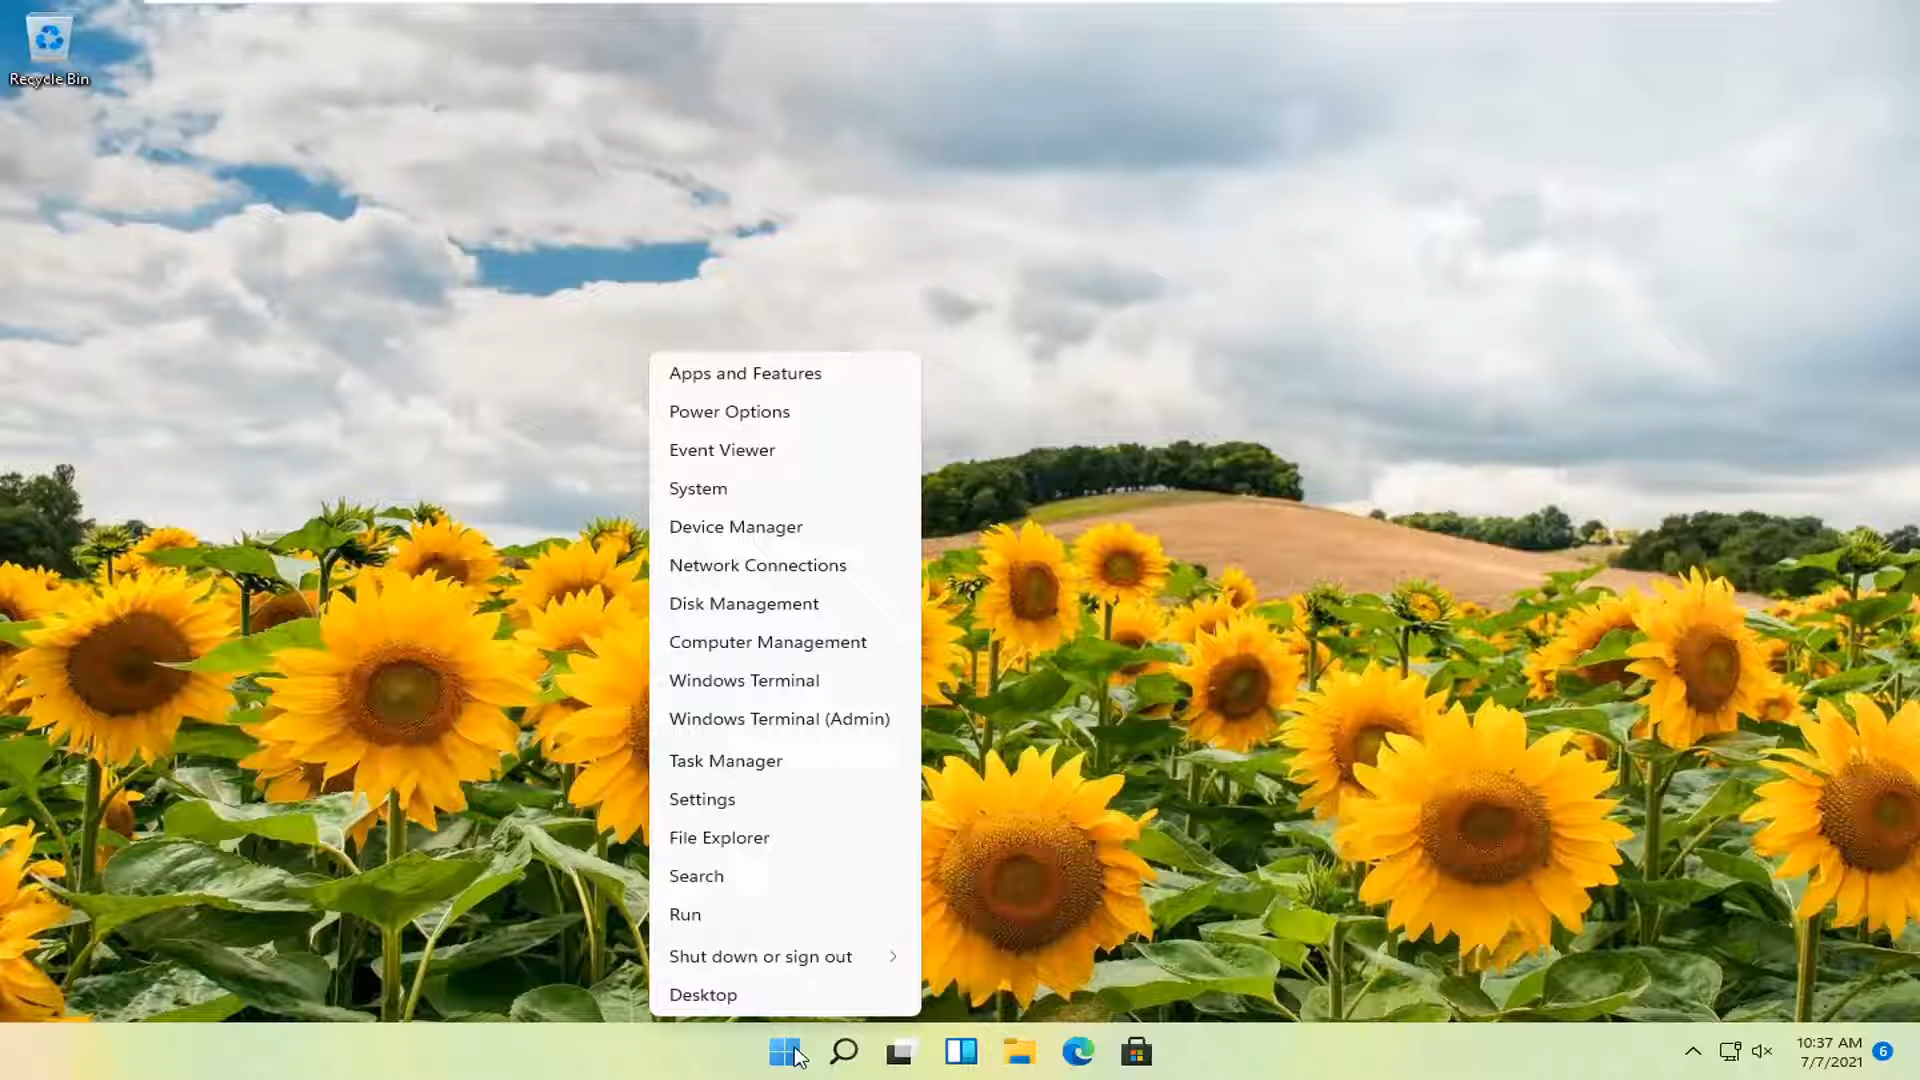 Recycle Bin
Apps and Features
Power Options
Event Viewer
System
Device Manager
Network Connections
Disk Management
Computer Management
Windows Terminal
Windows Terminal (Admin)
Task Manager
Settings
File Explorer
Search
Run
Shut down or sign out
Desktop
10:37 AM
7/7/2021
6